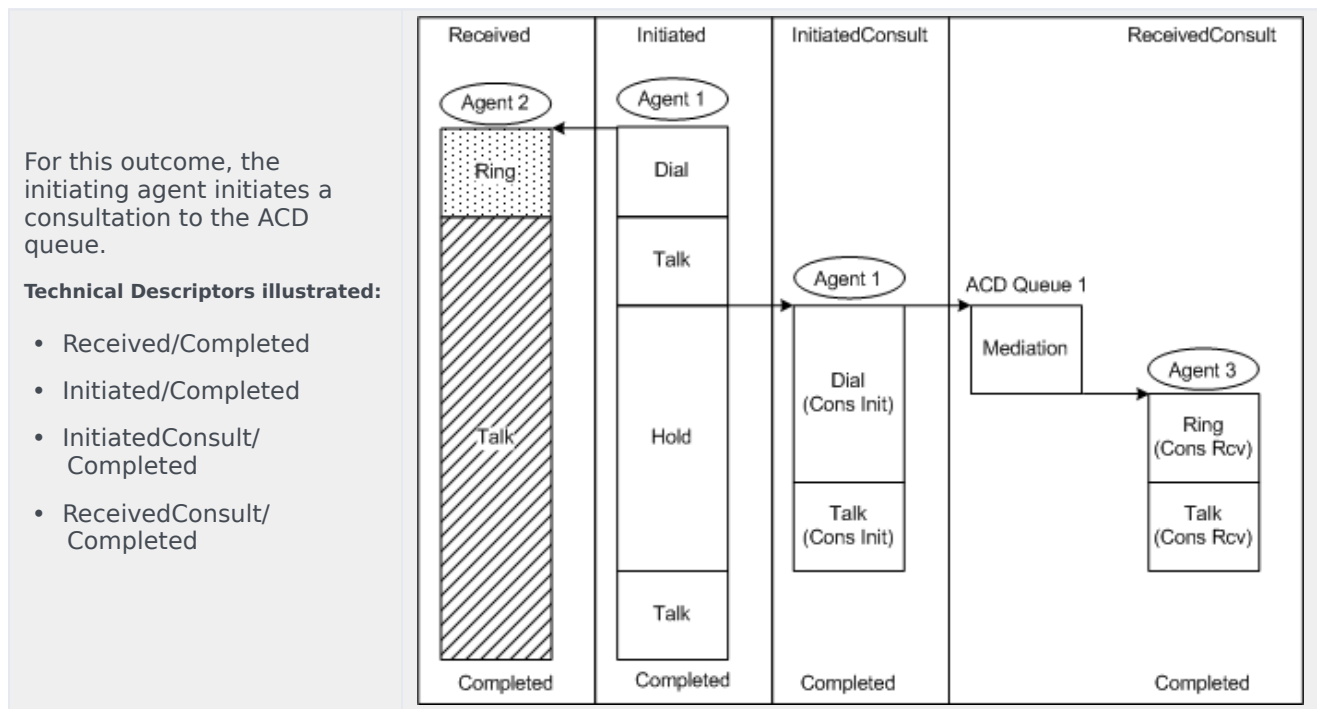 For this outcome, the
initiating agent initiates a
consultation to the ACD
queue.
Technical Descriptors illustrated:
• Received/Completed
• Initiated/Completed
• InitiatedConsult/
Completed
• ReceivedConsult/
Completed
Received
Agent 2
Ring
Talk
Completed
Initiated
Agent 1
Dial
Talk
Hold
Talk
Completed
InitiatedConsult
Agent 1
Dial
(Cons Init)
Talk
(Cons Init)
Completed
ReceivedConsult
ACD Queue 1
Mediation
Agent 3
Ring
(Cons Rcv)
Talk
(Cons Rcv)
Completed